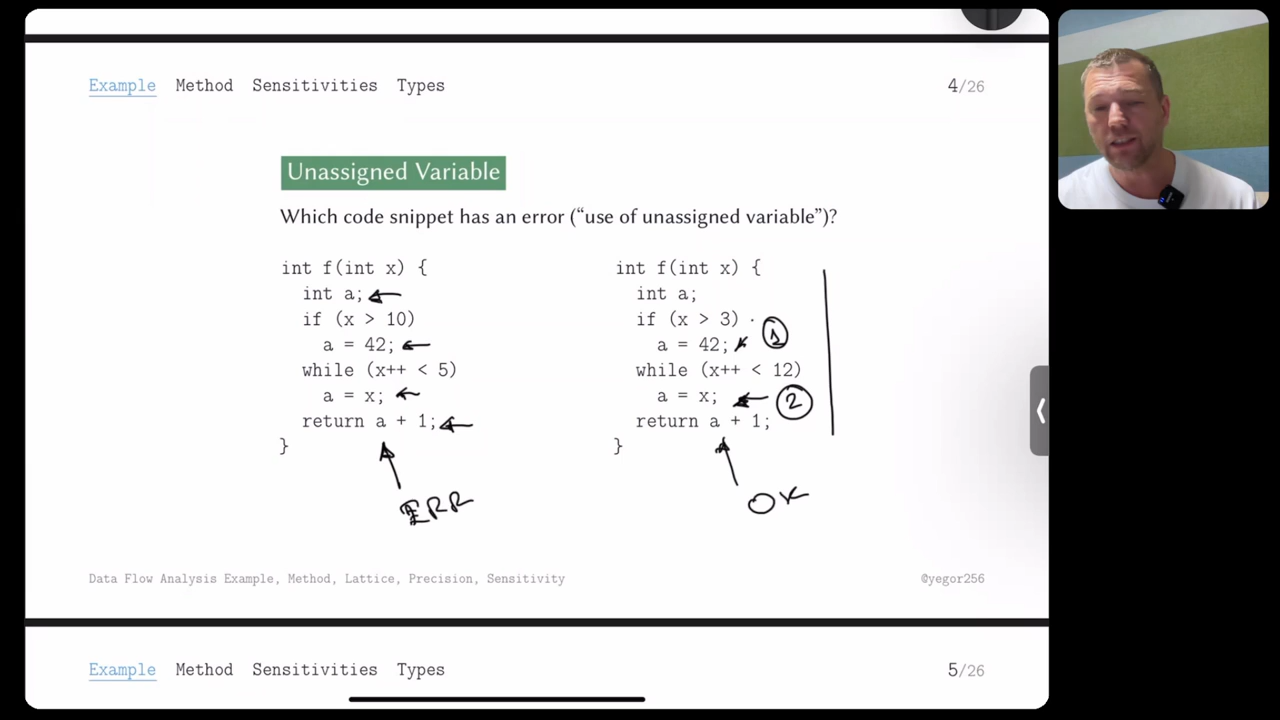 Example Method Sensitivities Types 4/26
Unassigned Variable
Which code snippet has an error (“use of unassigned variable”)?
int f(int x) {
int a;
if (x > 10)
a = 42;
while (x++ < 5)
a = x;
return a + 1;
}
ERR
int f(int x) {
int a;
if (x > 3)
a = 42;
while (x++ < 12)
a = x;
return a + 1;
}
1
2
OK
Data Flow Analysis Example, Method, Lattice, Precision, Sensitivity @yegor256
Example Method Sensitivities Types 5/26